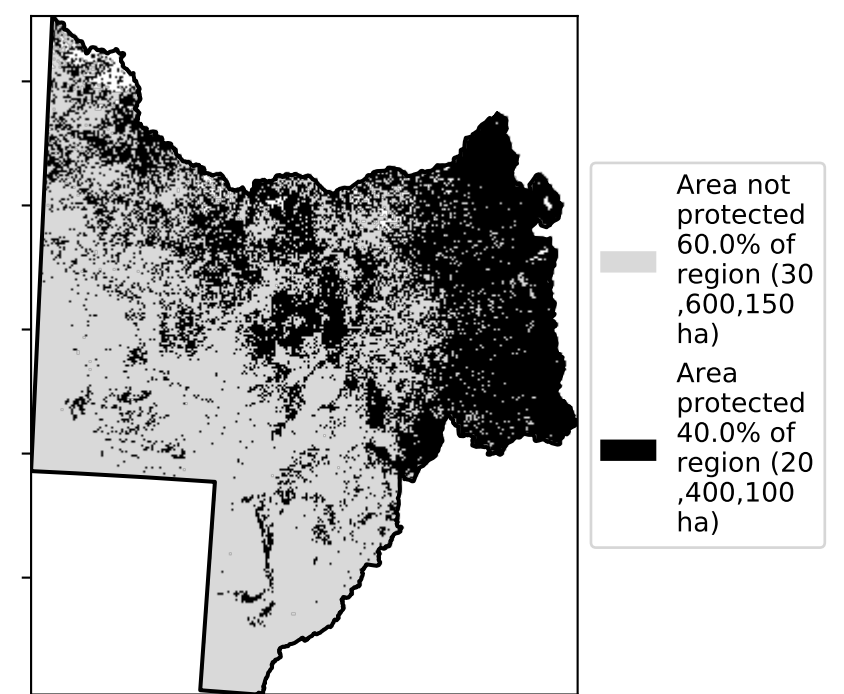 Area not
protected
60.0% of
region (30
,600,150
ha)
Area
protected
40.0% of
region (20
,400,100
ha)